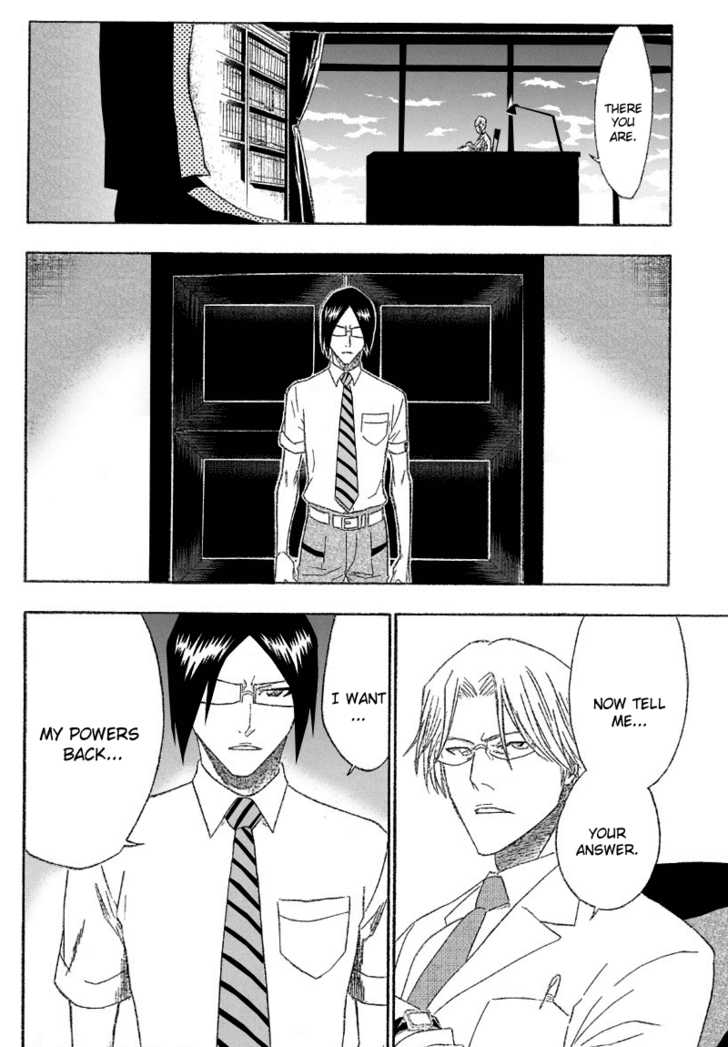 THERE
YOU
ARE.
NOW TELL
ME...
YOUR
ANSWER.
I WANT
...
MY POWERS
BACK...